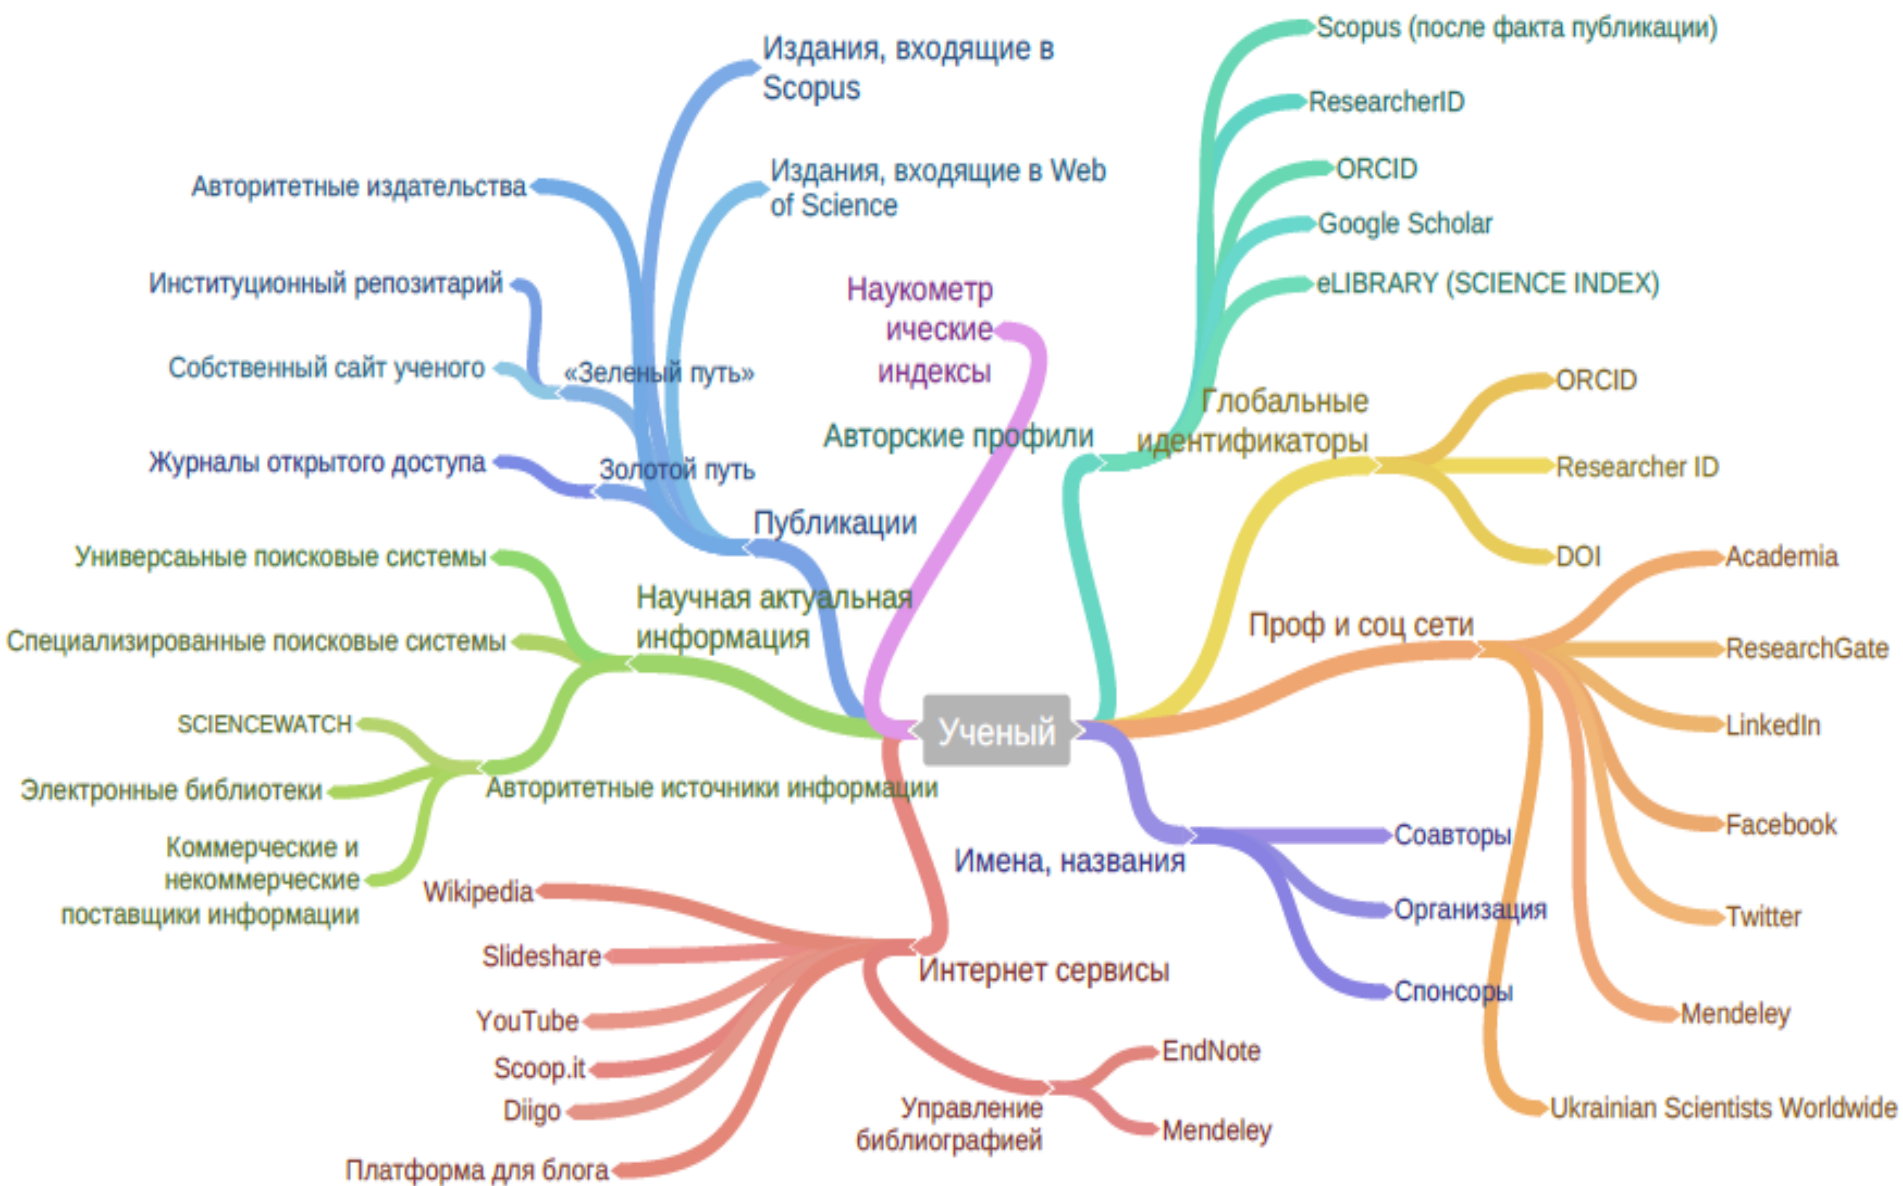 Издания, входящие в
Scopus
Издания, входящие в Web
of Science
Авторитетные издательства
Институционный репозитарий
Собственный сайт ученого
«Зеленый путь»
Журналы открытого доступа
Золотой путь
Публикации
Наукометр
ические
индексы
Scopus (после факта публикации)
ResearcherID
ORCID
Google Scholar
eLIBRARY (SCIENCE INDEX)
Авторские профили
Глобальные
идентификаторы
ORCID
Researcher ID
DOI
Универсаьные поисковые системы
Специализированные поисковые системы
Научная актуальная
информация
SCIENCEWATCH
Электронные библиотеки
Коммерческие и
некоммерческие
поставщики информации
Авторитетные источники информации
Ученый
Проф и соц сети
Academia
ResearchGate
LinkedIn
Facebook
Twitter
Mendeley
Ukrainian Scientists Worldwide
Имена, названия
Соавторы
Организация
Спонсоры
Wikipedia
Slideshare
YouTube
Scoop.it
Diigo
Платформа для блога
Интернет сервисы
Управление
библиографией
EndNote
Mendeley